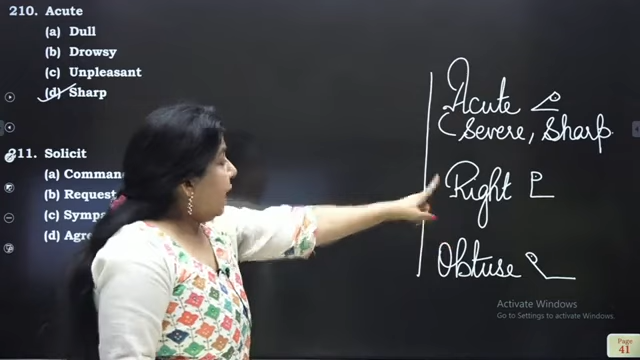 210. Acute
(a) Dull
(b) Drowsy
(c) Unpleasant
(d) Sharp
211. Solicit
(b) Request
Acute
(Severe, Sharp.
Right
Obtuse
Activate Windows
Go to Settings to activate Windows.
Page
41